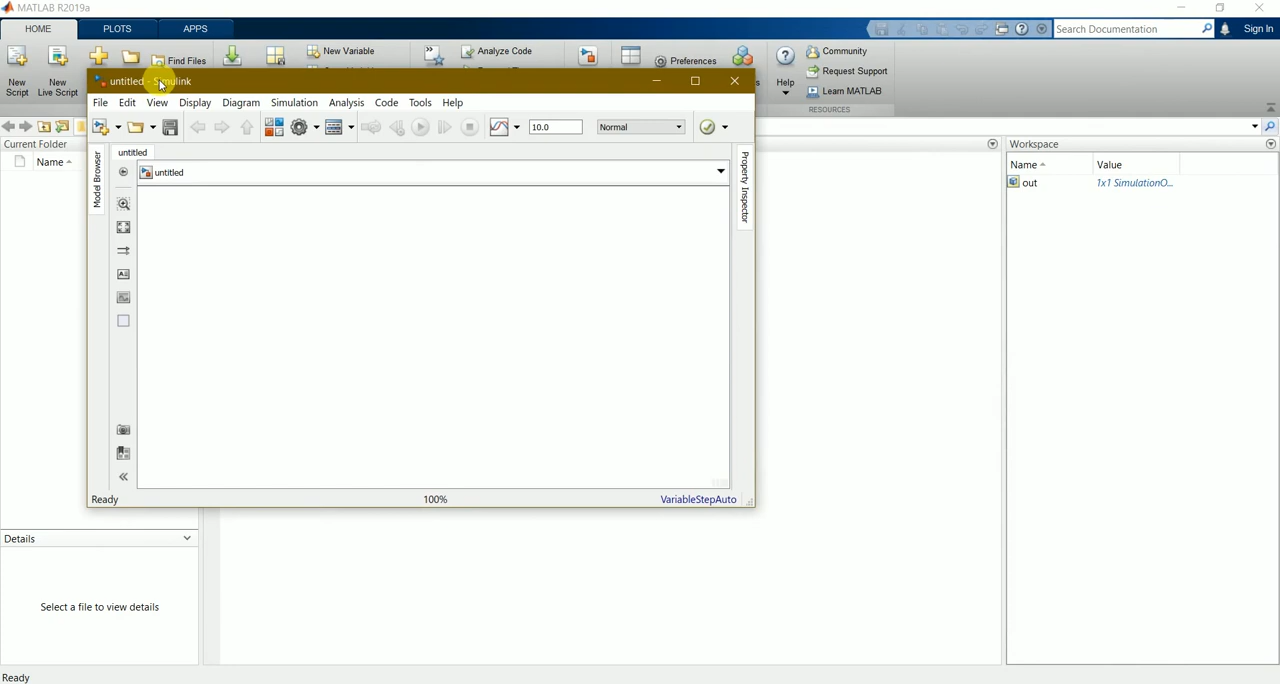 MATLAB R2019a
HOME PLOTS APPS
Search Documentation
Sign In
New Script
New Live Script
Find Files
New Variable
Analyze Code
Preferences
Help
Community
Request Support
Learn MATLAB
RESOURCES
untitled - Simulink
File Edit View Display Diagram Simulation Analysis Code Tools Help
10.0 Normal
Current Folder
Name
Model Browser
untitled
untitled
Property Inspector
Ready 100% VariableStepAuto
Workspace
Name Value
out 1x1 SimulationO...
Details
Select a file to view details
Ready